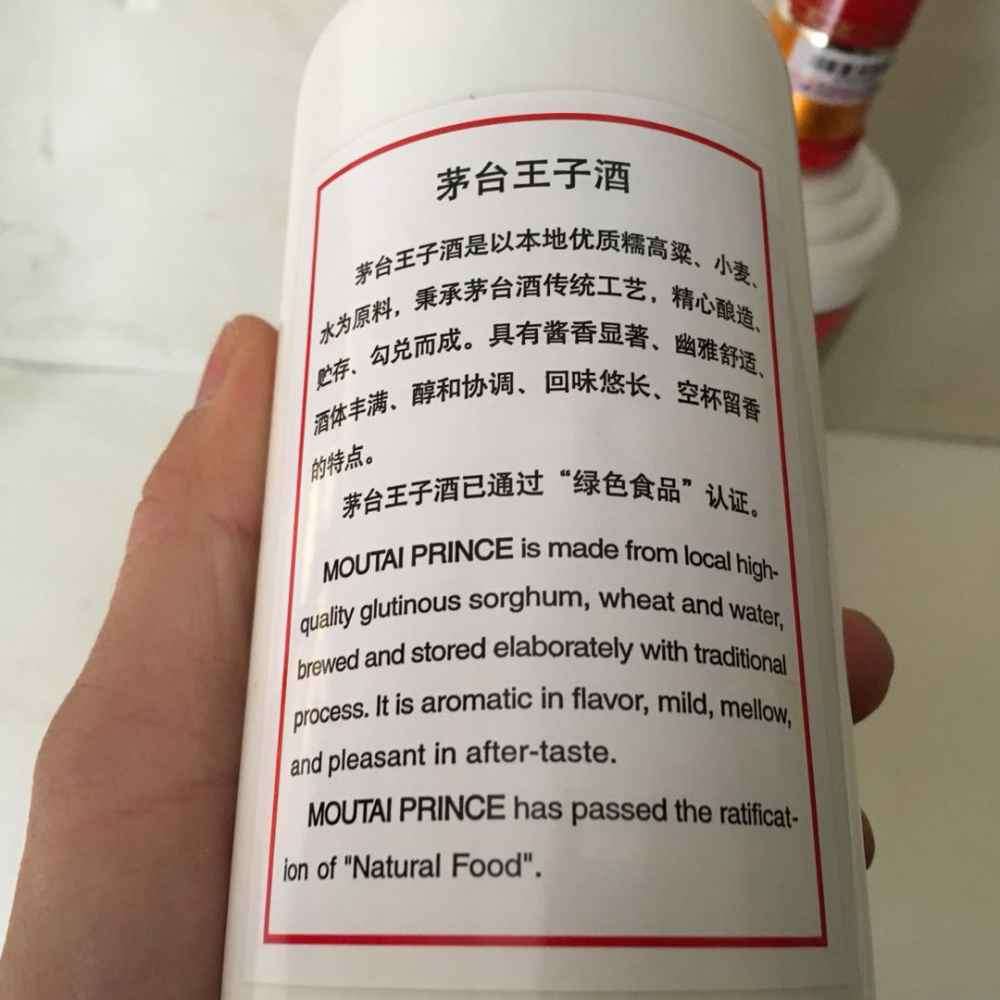 茅台王子酒
茅台王子酒是以本地优质糯高粱、小麦、
水为原料，秉承茅台酒传统工艺，精心酿造、
贮存、勾兑而成。具有酱香显著、幽雅舒适、
酒体丰满、醇和协调、回味悠长、空杯留香
的特点。
茅台王子酒已通过“绿色食品”认证。
MOUTAI PRINCE is made from local high-
quality glutinous sorghum, wheat and water,
brewed and stored elaborately with traditional
process. It is aromatic in flavor, mild, mellow,
and pleasant in after-taste.
MOUTAI PRINCE has passed the ratificat-
ion of "Natural Food".